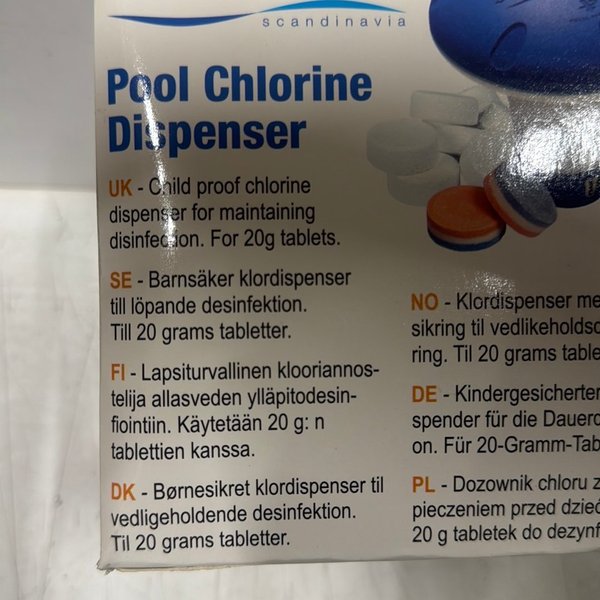 scandinavia
Pool Chlorine
Dispenser
UK - Child proof chlorine
dispenser for maintaining
disinfection. For 20g tablets.
SE - Barnsäker klordispenser
till löpande desinfektion.
Till 20 grams tabletter.
FI - Lapsiturvallinen klooriannos-
telija allasveden ylläpitodesin-
fiointiin. Käytetään 20 g: n
tablettien kanssa.
DK - Børnesikret klordispenser til
vedligeholdende desinfektion.
Til 20 grams tabletter.
NO - Klordispenser me
sikring til vedlikeholdsd
ring. Til 20 grams table
DE - Kindergesicherter
spender für die Dauerd
on. Für 20-Gramm-Tab
PL - Dozownik chloru z
pieczeniem przed dzieć
20 g tabletek do dezynf